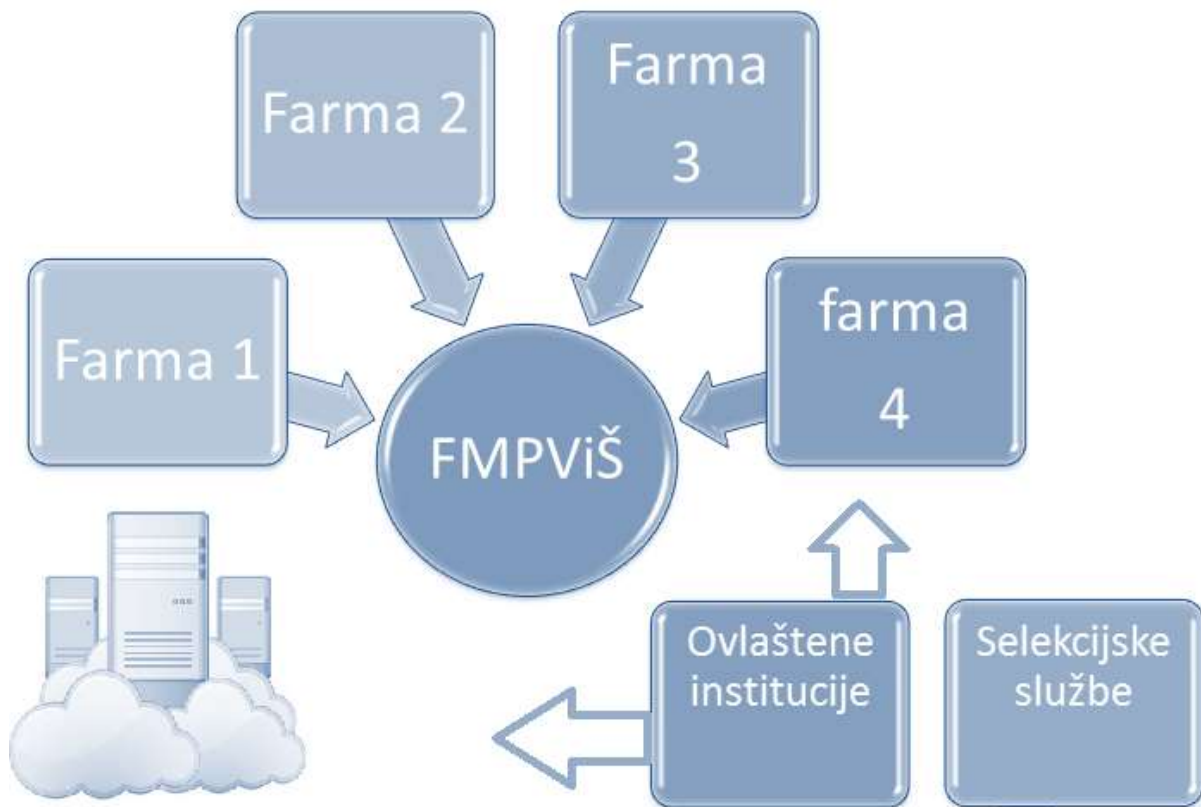 Farma 2
Farma
3
Farma 1
farma
4
FMPViŠ
Ovlaštene
institucije
Selekcijske
službe